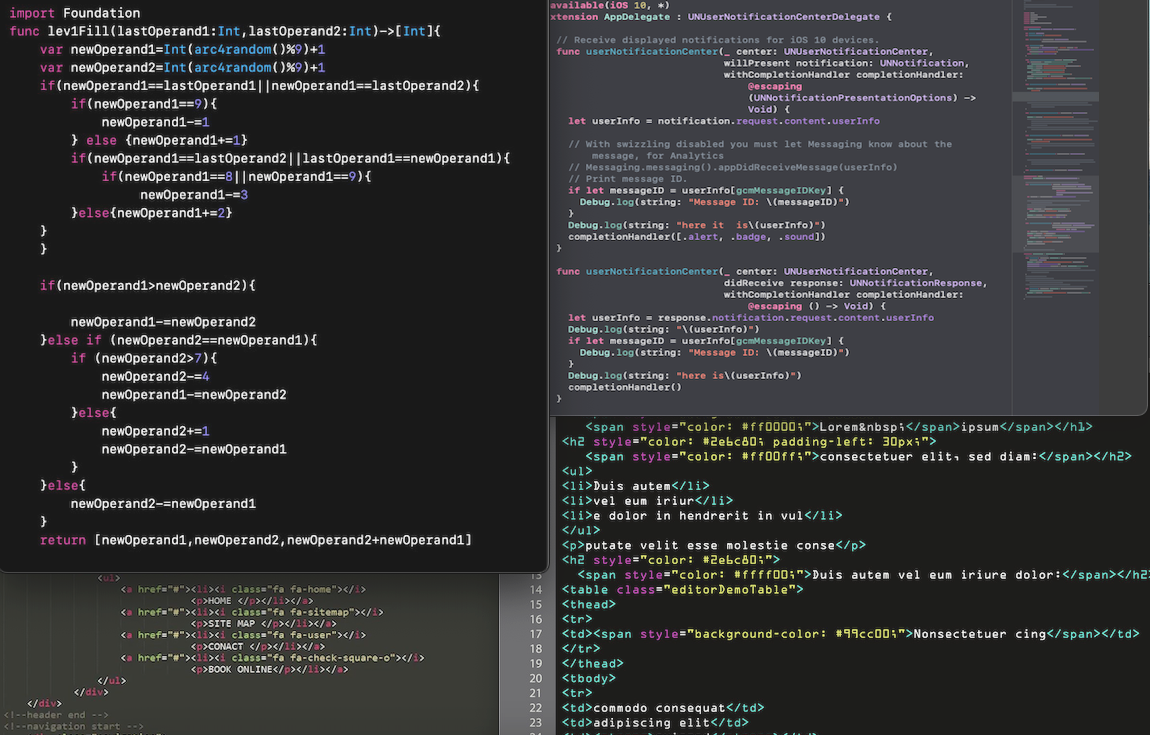 import Foundation
func lev1Fill(lastOperand1:Int,lastOperand2:Int)->[Int]{
var newOperand1=Int(arc4random()%9)+1
var newOperand2=Int(arc4random()%9)+1
if(newOperand1==lastOperand1||newOperand1==lastOperand2){
if(newOperand1==9){
newOperand1-=1
} else {newOperand1+=1}
if(newOperand1==lastOperand2||lastOperand1==newOperand1){
if(newOperand1==8||newOperand1==9){
newOperand1-=3
}else{newOperand1+=2}
}
}
if(newOperand1>newOperand2){
newOperand1-=newOperand2
}else if (newOperand2==newOperand1){
if (newOperand2>7){
newOperand2-=4
newOperand1-=newOperand2
}else{
newOperand2+=1
newOperand2-=newOperand1
}
}else{
newOperand2-=newOperand1
}
return [newOperand1,newOperand2,newOperand2+newOperand1]
available(iOS 10, *)
xtension AppDelegate : UNUserNotificationCenterDelegate {
// Receive displayed notifications for iOS 10 devices.
func userNotificationCenter(_ center: UNUserNotificationCenter,
willPresent notification: UNNotification,
withCompletionHandler completionHandler:
@escaping
(UNNotificationPresentationOptions) ->
Void) {
let userInfo = notification.request.content.userInfo
// With swizzling disabled you must let Messaging know about the
message, for Analytics
// Messaging.messaging().appDidReceiveMessage(userInfo)
// Print message ID.
if let messageID = userInfo[gcmMessageIDKey] {
Debug.log(string: "Message ID: \(messageID)")
}
Debug.log(string: "here it  is\(userInfo)")
completionHandler([.alert, .badge, .sound])
}
func userNotificationCenter(_ center: UNUserNotificationCenter,
didReceive response: UNNotificationResponse,
withCompletionHandler completionHandler:
@escaping () -> Void) {
let userInfo = response.notification.request.content.userInfo
Debug.log(string: "\(userInfo)")
if let messageID = userInfo[gcmMessageIDKey] {
Debug.log(string: "Message ID: \(messageID)")
}
Debug.log(string: "here is\(userInfo)")
completionHandler()
}
<span style="color: #ff0000;">Lorem&nbsp;</span>ipsum</span></h1>
<h2 style="color: #2e6c80; padding-left: 30px;">
<span style="color: #ff00ff;">consectetuer elit, sed diam:</span></h2>
<ul>
<li>Duis autem</li>
<li>vel eum iriur</li>
<li>e dolor in hendrerit in vul</li>
</ul>
<p>putate velit esse molestie conse</p>
<h2 style="color: #2e6c80;">
13 <span style="color: #ffff00;">Duis autem vel eum iriure dolor:</span></h2>
14 <table class="editorDemoTable">
15 <thead>
16 <tr>
17 <td><span style="background-color: #99cc00;">Nonsectetuer cing</span></td>
18 </tr>
19 </thead>
20 <tbody>
21 <tr>
22 <td>commodo consequat</td>
23 <td>adipiscing elit</td>
<ul>
<a href="#"><li><i class="fa fa-home"></i>
<p>HOME </p></li></a>
<a href="#"><li><i class="fa fa-sitemap"></i>
<p>SITE MAP </p></li></a>
<a href="#"><li><i class="fa fa-user"></i>
<p>CONACT </p></li></a>
<a href="#"><li><i class="fa fa-check-square-o"></i>
<p>BOOK ONLINE</p></li></a>
</ul>
</div>
</div>
<!--header end -->
<!--navigation start -->